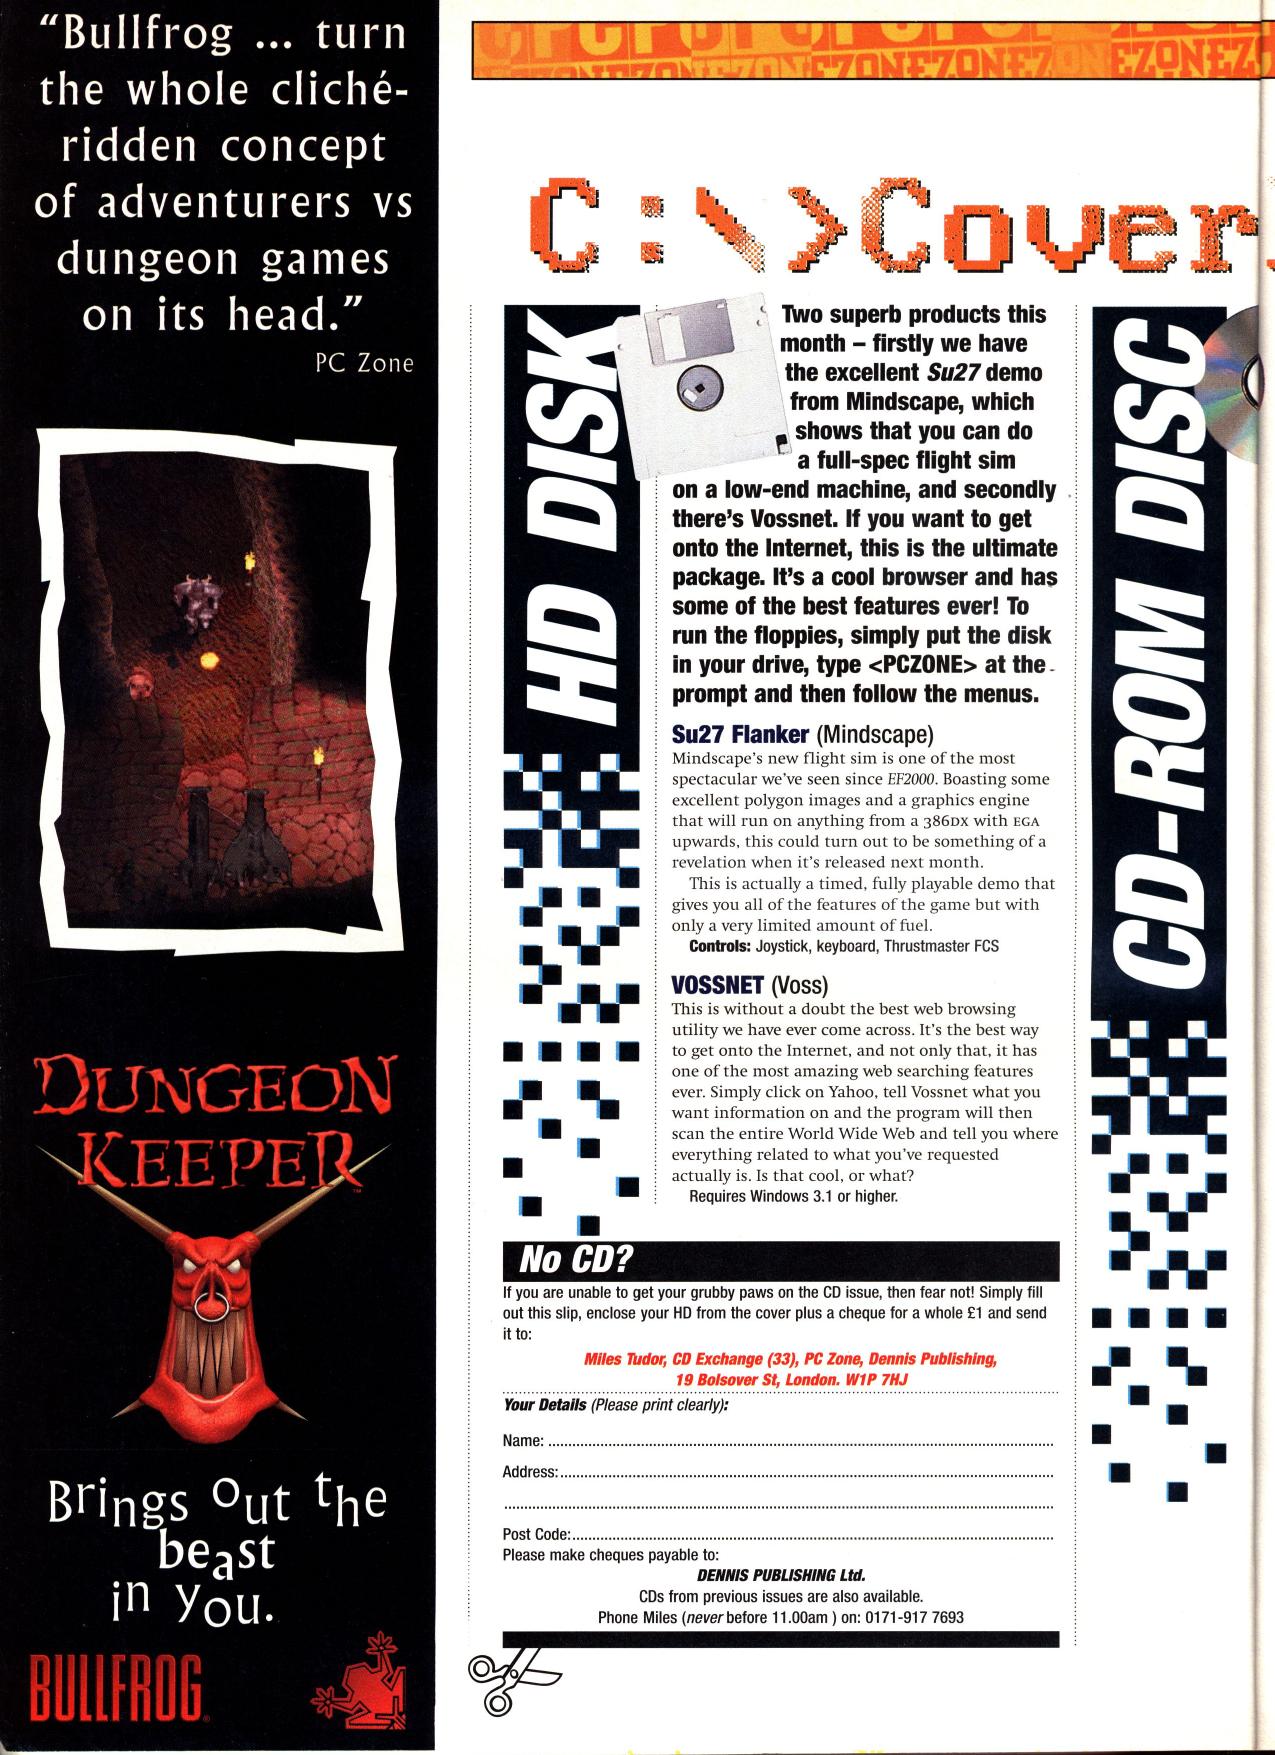 “Bullfrog ... turn
the whole cliché-
ridden concept
of adventurers vs
dungeon games
on its head.”
PC Zone
DUNGEON
KEEPER™
Brings out the
beast
in you.
BULLFROG®
C:\>Cover
HD DISK
Two superb products this
month – firstly we have
the excellent Su27 demo
from Mindscape, which
shows that you can do
a full-spec flight sim
on a low-end machine, and secondly
there’s Vossnet. If you want to get
onto the Internet, this is the ultimate
package. It’s a cool browser and has
some of the best features ever! To
run the floppies, simply put the disk
in your drive, type <PCZONE> at the
prompt and then follow the menus.
Su27 Flanker (Mindscape)
Mindscape’s new flight sim is one of the most
spectacular we’ve seen since EF2000. Boasting some
excellent polygon images and a graphics engine
that will run on anything from a 386DX with EGA
upwards, this could turn out to be something of a
revelation when it’s released next month.
This is actually a timed, fully playable demo that
gives you all of the features of the game but with
only a very limited amount of fuel.
Controls: Joystick, keyboard, Thrustmaster FCS
VOSSNET (Voss)
This is without a doubt the best web browsing
utility we have ever come across. It’s the best way
to get onto the Internet, and not only that, it has
one of the most amazing web searching features
ever. Simply click on Yahoo, tell Vossnet what you
want information on and the program will then
scan the entire World Wide Web and tell you where
everything related to what you’ve requested
actually is. Is that cool, or what?
Requires Windows 3.1 or higher.
No CD?
If you are unable to get your grubby paws on the CD issue, then fear not! Simply fill
out this slip, enclose your HD from the cover plus a cheque for a whole £1 and send
it to:
Miles Tudor, CD Exchange (33), PC Zone, Dennis Publishing,
19 Bolsover St, London. W1P 7HJ
Your Details (Please print clearly):
Name:
Address:
Post Code:
Please make cheques payable to:
DENNIS PUBLISHING Ltd.
CDs from previous issues are also available.
Phone Miles (never before 11.00am ) on: 0171-917 7693
CD-ROM DISC